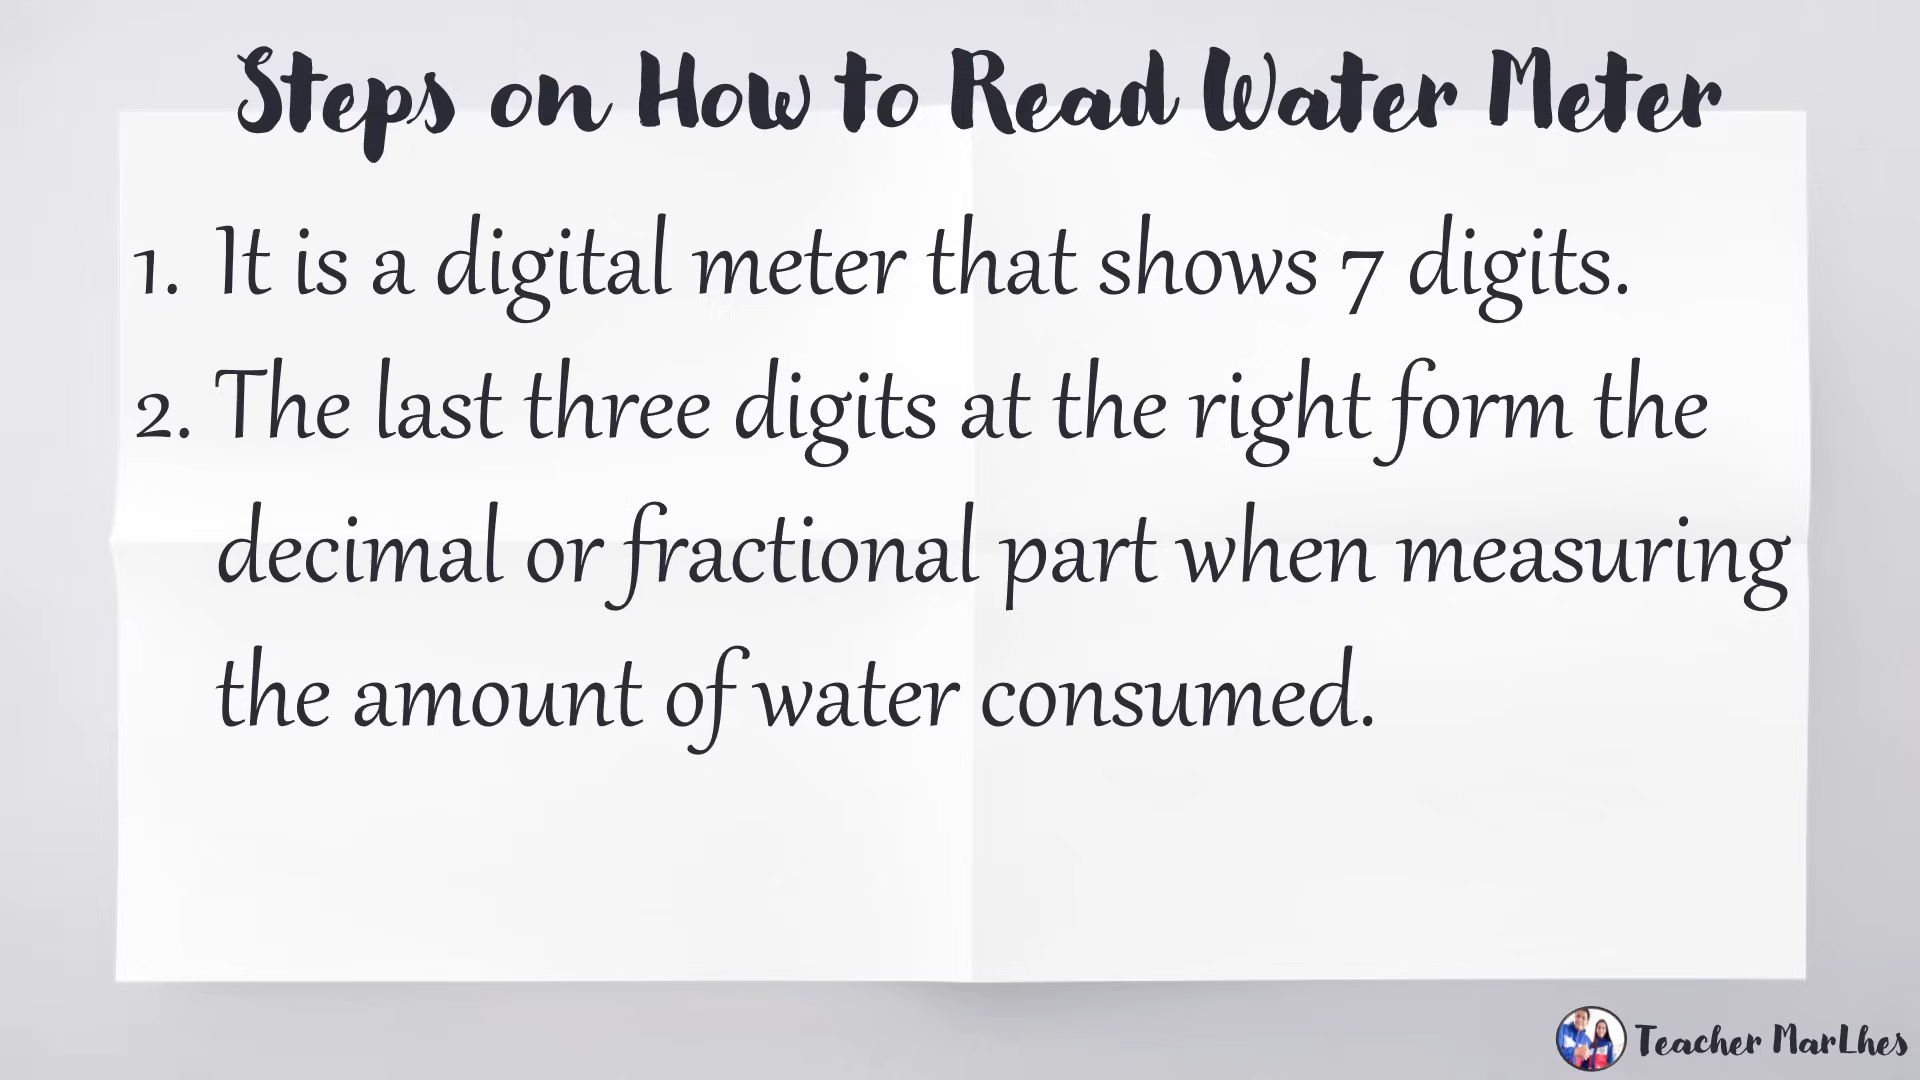 Steps on How to Read Water Meter
1. It is a digital meter that shows 7 digits.
2. The last three digits at the right form the
decimal or fractional part when measuring
the amount of water consumed.
Teacher MarLhes